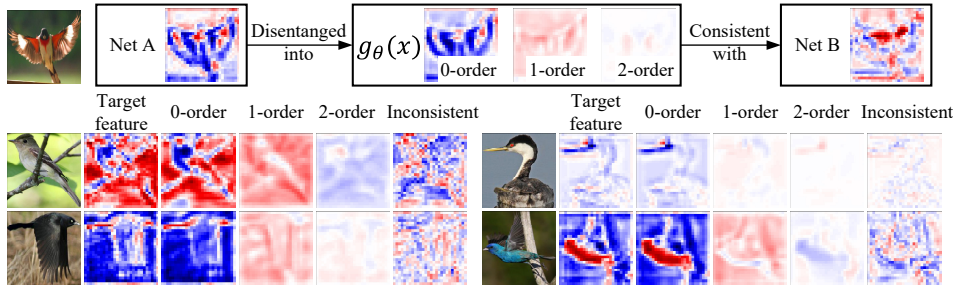 Net A
Disentangled
into
g_θ(x)
0-order
1-order
2-order
Consistent
with
Net B
Target
feature
0-order
1-order
2-order
Inconsistent
Target
feature
0-order
1-order
2-order
Inconsistent